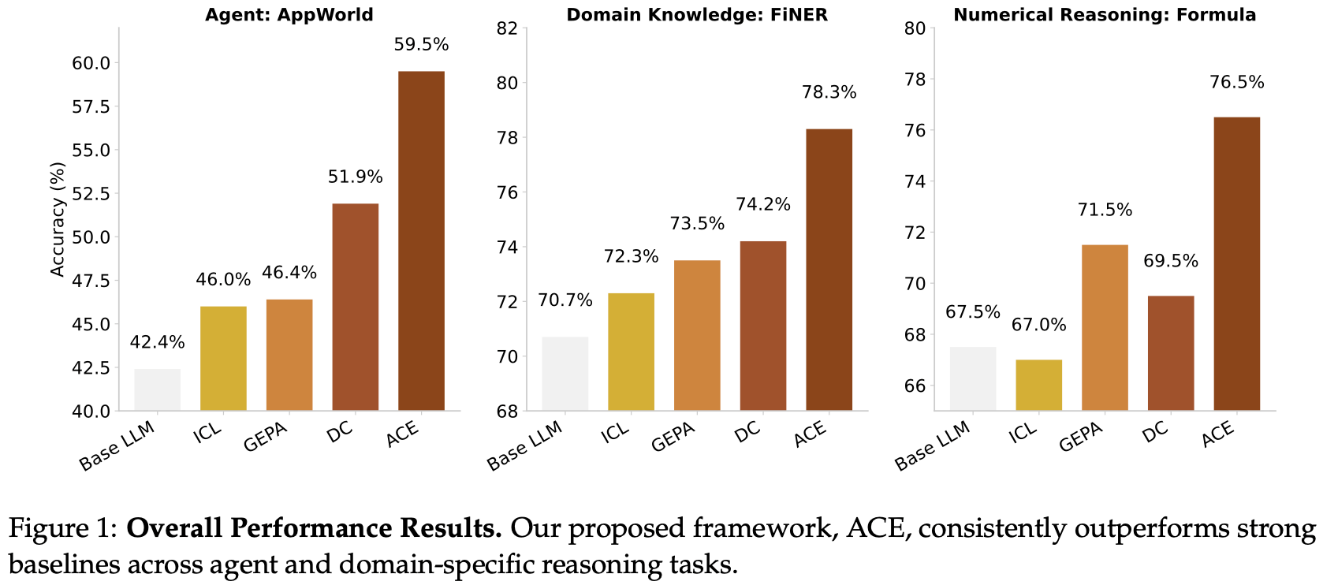 Agent: AppWorld
Accuracy (%)
60.0
57.5
55.0
52.5
50.0
47.5
45.0
42.5
40.0
42.4%
46.0%
46.4%
51.9%
59.5%
Base LLM
ICL
GEPA
DC
ACE
Domain Knowledge: FiNER
82
80
78
76
74
72
70
68
70.7%
72.3%
73.5%
74.2%
78.3%
Base LLM
ICL
GEPA
DC
ACE
Numerical Reasoning: Formula
80
78
76
74
72
70
68
66
67.5%
67.0%
71.5%
69.5%
76.5%
Base LLM
ICL
GEPA
DC
ACE
Figure 1: Overall Performance Results. Our proposed framework, ACE, consistently outperforms strong
baselines across agent and domain-specific reasoning tasks.